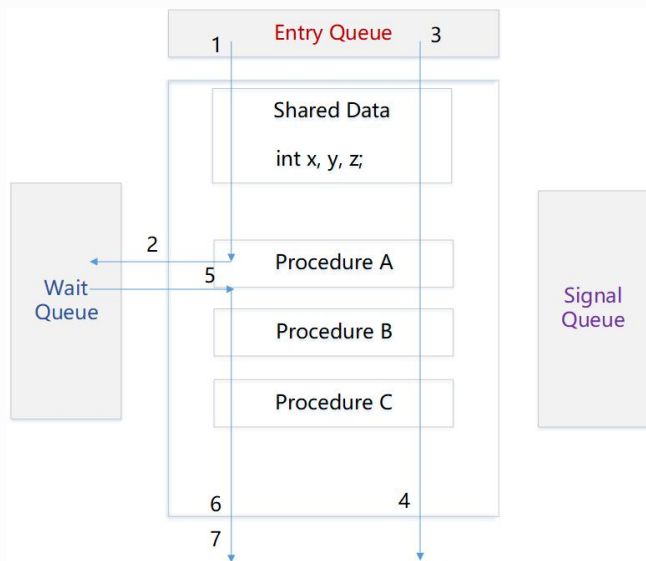 Entry Queue
1
3
Shared Data
int x, y, z;
2
Procedure A
5
Wait
Queue
Signal
Queue
Procedure B
Procedure C
6
4
7